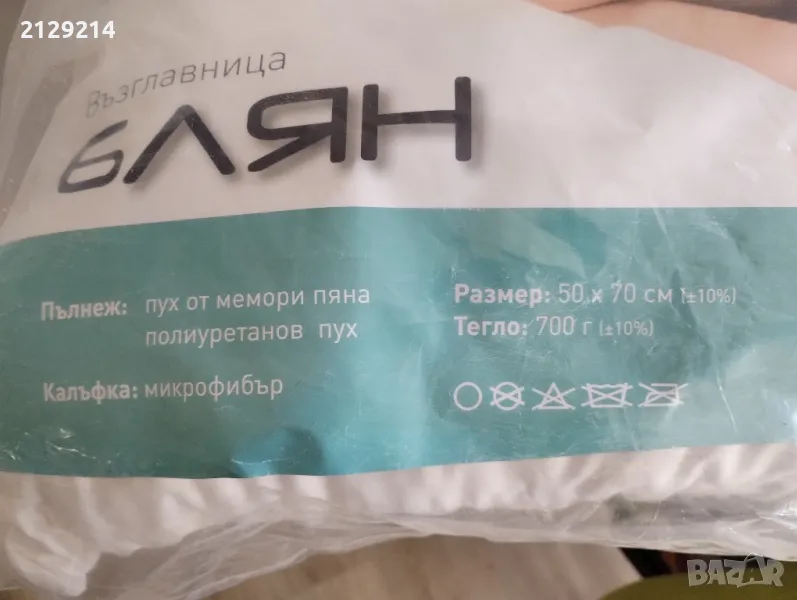 2129214
Възглавница
БЛЯН
Пълнеж: пух от мемори пяна
полиуретанов пух
Калъфка: микрофибър
Размер: 50 x 70 см (±10%)
Тегло: 700 г (±10%)
BAZAR